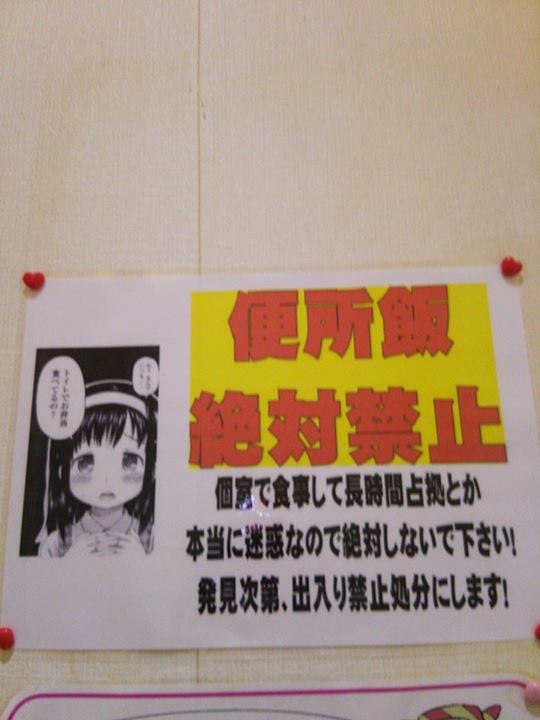 便所飯
絶対禁止
個室で食事して長時間占拠とか
本当に迷惑なので絶対しないで下さい!
発見次第、出入り禁止処分にします!
トイレでお弁当
食べてるの?